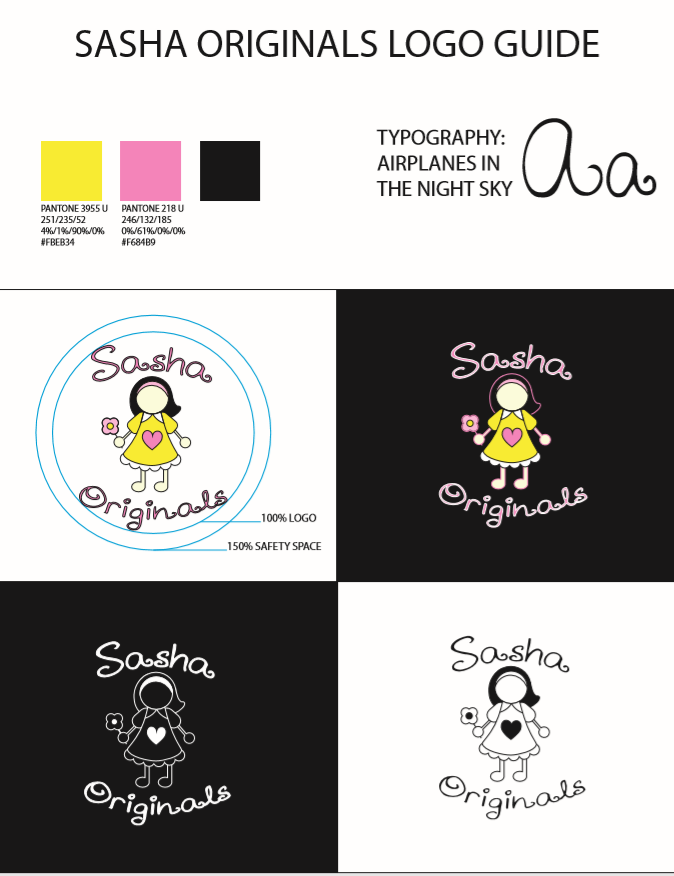 SASHA ORIGINALS LOGO GUIDE
TYPOGRAPHY:
AIRPLANES IN
THE NIGHT SKY
Aa
PANTONE 3955 U
251/235/52
4%/1%/90%/0%
#FBEB34
PANTONE 218 U
246/132/185
0%/61%/0%/0%
#F684B9
Sasha
Originals
100% LOGO
150% SAFETY SPACE
Sasha
Originals
Sasha
Originals
Sasha
Originals